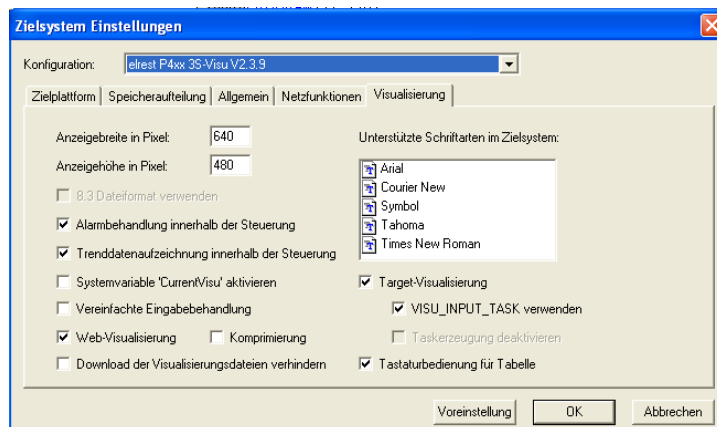 Zielsystem Einstellungen
Konfiguration: elrest P4xx 3S-Visu V2.3.9
Zielplattform Speicheraufteilung Allgemein Netzfunktionen Visualisierung
Anzeigebreite in Pixel: 640
Unterstützte Schriftarten im Zielsystem:
Anzeigehöhe in Pixel: 480
Arial
Courier New
Symbol
Tahoma
Times New Roman
8.3 Dateiformat verwenden
Alarmbehandlung innerhalb der Steuerung
Trenddatenaufzeichnung innerhalb der Steuerung
Systemvariable 'CurrentVisu' aktivieren
Target-Visualisierung
Vereinfachte Eingabebehandlung
VISU_INPUT_TASK verwenden
Web-Visualisierung Komprimierung
Taskerzeugung deaktivieren
Download der Visualisierungsdateien verhindern
Tastaturbedienung für Tabelle
Voreinstellung OK Abbrechen